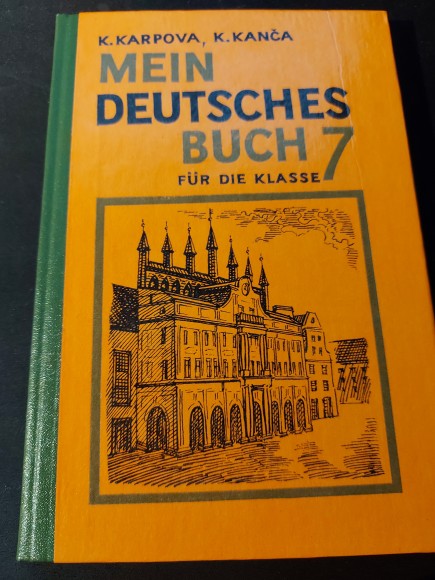 K. KARPOVA, K. KANČA
MEIN
DEUTSCHES
BUCH 7
FÜR DIE KLASSE